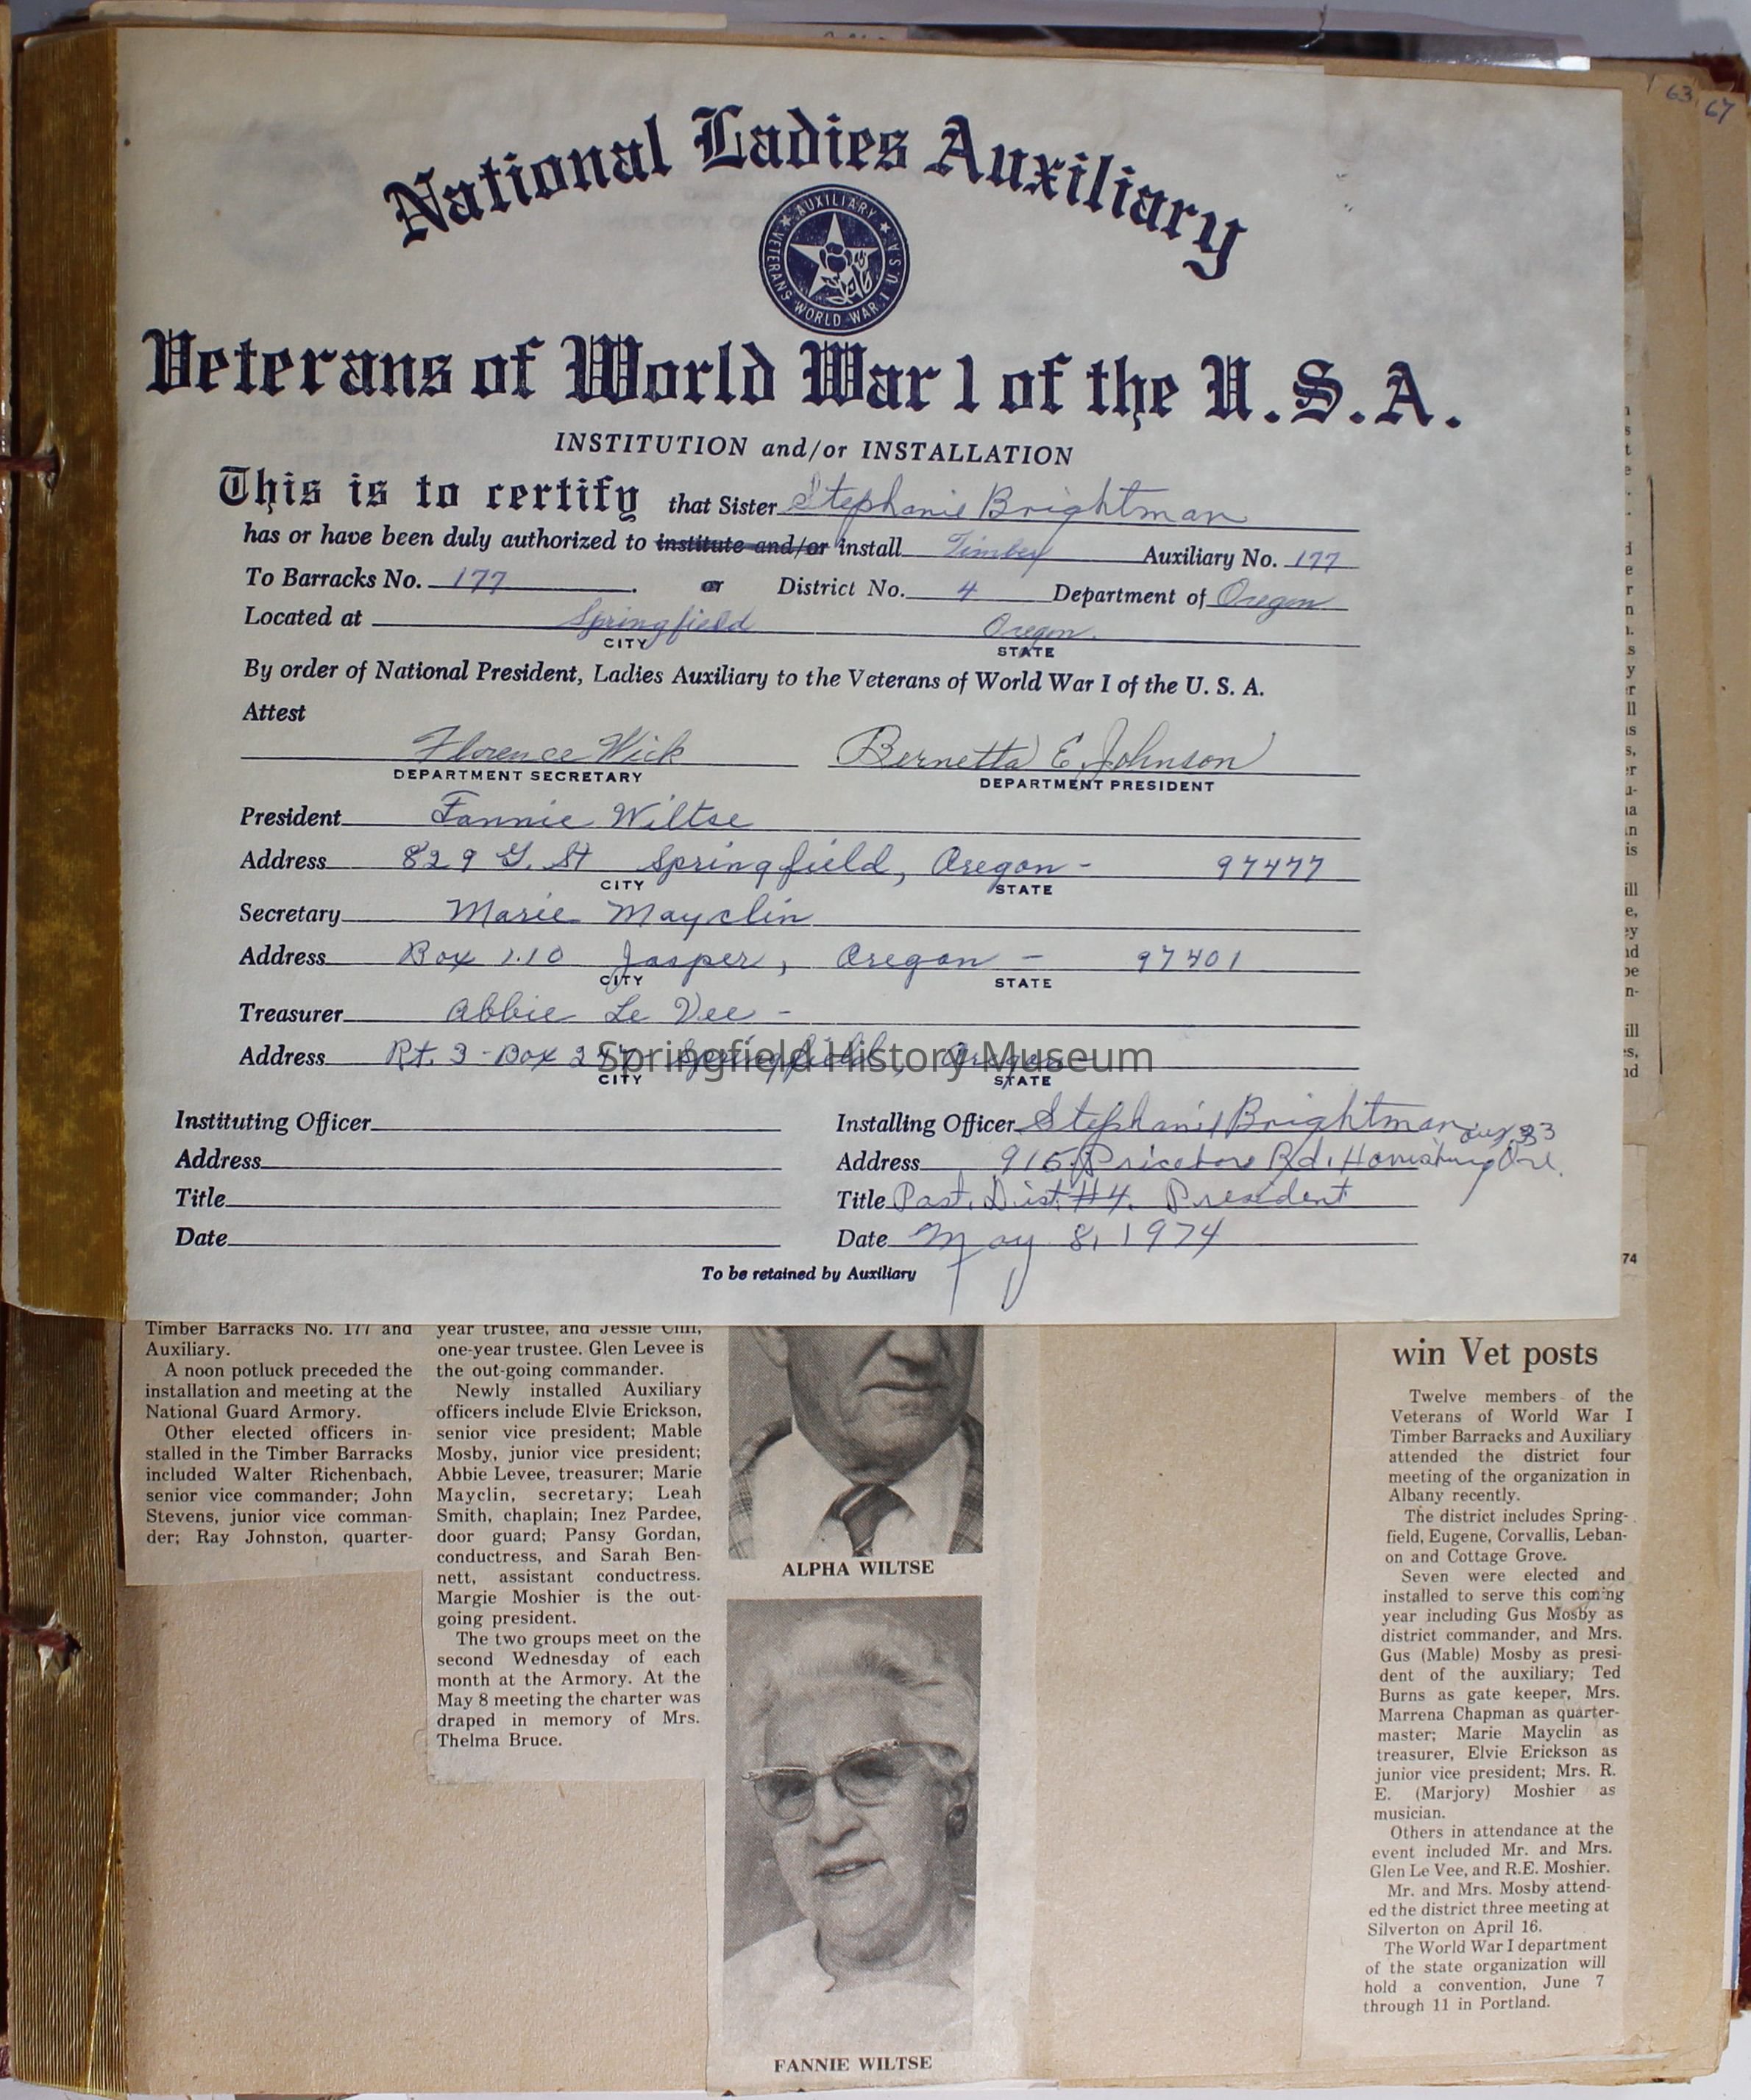 63, 67
National Ladies Auxiliary
★ AUXILIARY ★ VETERANS WORLD WAR I U.S.A.
Veterans of World War 1 of the U.S.A.
INSTITUTION and/or INSTALLATION
This is to certify that Sister Stephanie Brightman
has or have been duly authorized to institute and/or install Timber Auxiliary No. 177
To Barracks No. 177 . or District No. 4 Department of Oregon
Located at Springfield Oregon.
CITY STATE
By order of National President, Ladies Auxiliary to the Veterans of World War I of the U. S. A.
Attest
Florence Wick Bernetta E. Johnson
DEPARTMENT SECRETARY DEPARTMENT PRESIDENT
President Fannie Wiltse
Address 829 G. St Springfield, Oregon - 97477
CITY STATE
Secretary Marie Mayclin
Address Box 110 Jasper, Oregon - 97401
CITY STATE
Treasurer Abbie Le Vee -
Address Rt. 3 - Box 247 - Springfield, Oregon -
CITY STATE
Springfield History Museum
Instituting Officer
Address
Title
Date
Installing Officer Stephanie Brightman
Address Rd. Ore.
Title Past. Dist. #4. President
Date May 8, 1974
To be retained by Auxiliary
Timber Barracks No. 177 and
Auxiliary.
A noon potluck preceded the
installation and meeting at the
National Guard Armory.
Other elected officers in-
stalled in the Timber Barracks
included Walter Richenbach,
senior vice commander; John
Stevens, junior vice comman-
der; Ray Johnston, quarter-
year trustee, and Jessie
one-year trustee. Glen Levee is
the out-going commander.
Newly installed Auxiliary
officers include Elvie Erickson,
senior vice president; Mable
Mosby, junior vice president;
Abbie Levee, treasurer; Marie
Mayclin, secretary; Leah
Smith, chaplain; Inez Pardee,
door guard; Pansy Gordan,
conductress, and Sarah Ben-
nett, assistant conductress.
Margie Moshier is the out-
going president.
The two groups meet on the
second Wednesday of each
month at the Armory. At the
May 8 meeting the charter was
draped in memory of Mrs.
Thelma Bruce.
ALPHA WILTSE
FANNIE WILTSE
74
win Vet posts
Twelve members of the
Veterans of World War I
Timber Barracks and Auxiliary
attended the district four
meeting of the organization in
Albany recently.
The district includes Spring-
field, Eugene, Corvallis, Leban-
on and Cottage Grove.
Seven were elected and
installed to serve this coming
year including Gus Mosby as
district commander, and Mrs.
Gus (Mable) Mosby as presi-
dent of the auxiliary; Ted
Burns as gate keeper, Mrs.
Marrena Chapman as quarter-
master; Marie Mayclin as
treasurer, Elvie Erickson as
junior vice president; Mrs. R.
E. (Marjory) Moshier as
musician.
Others in attendance at the
event included Mr. and Mrs.
Glen Le Vee, and R.E. Moshier.
Mr. and Mrs. Mosby attend-
ed the district three meeting at
Silverton on April 16.
The World War I department
of the state organization will
hold a convention, June 7
through 11 in Portland.